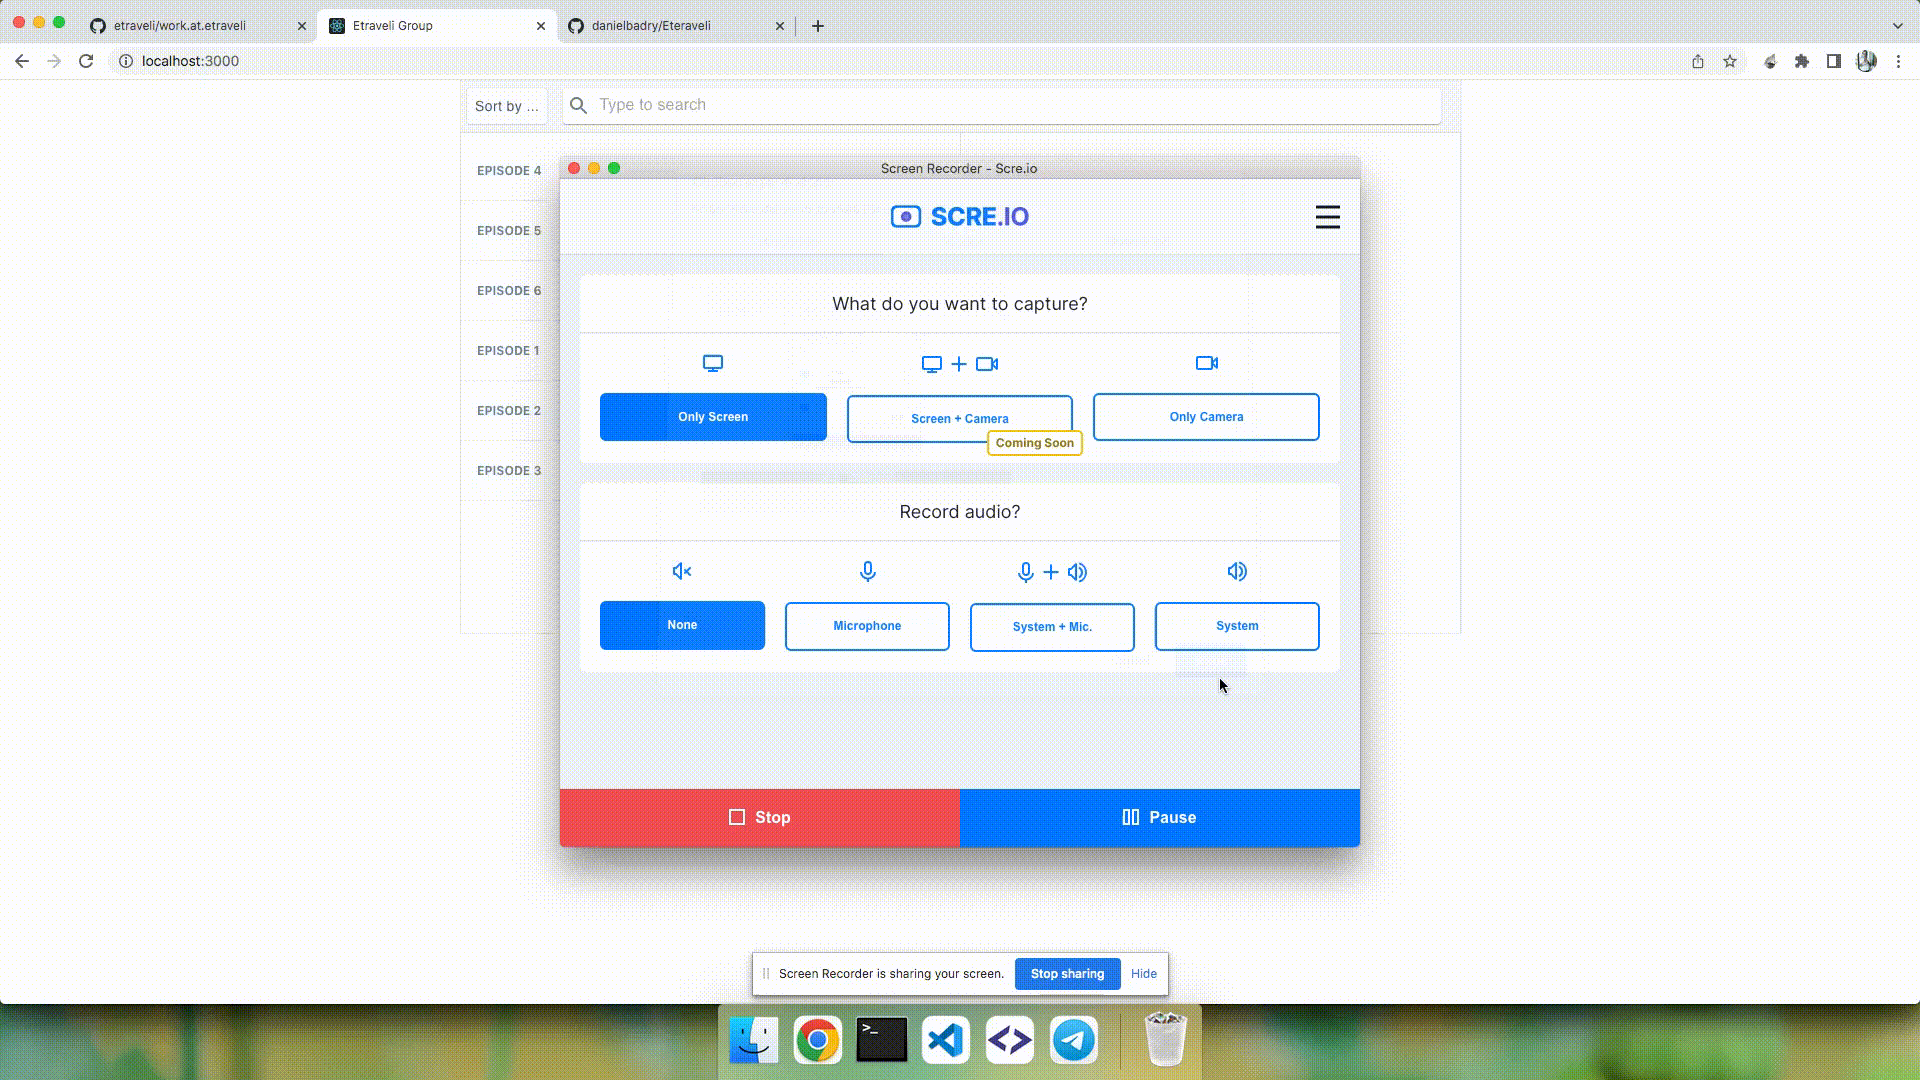 etraveli/work.at.etraveli
Etraveli Group
danielbadry/Eteraveli
localhost:3000
Sort by ...
Type to search
EPISODE 4
EPISODE 5
EPISODE 6
EPISODE 1
EPISODE 2
EPISODE 3
Screen Recorder - Scre.io
SCRE.IO
What do you want to capture?
Only Screen
Screen + Camera
Only Camera
Coming Soon
Record audio?
None
Microphone
System + Mic.
System
Stop
Pause
Screen Recorder is sharing your screen.
Stop sharing
Hide
>_